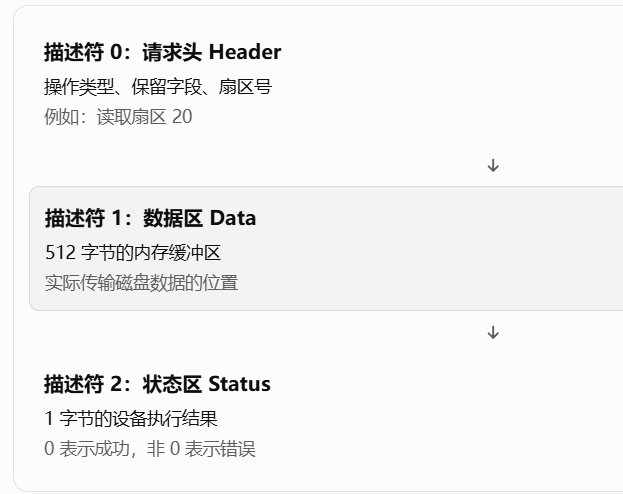 描述符 0：请求头 Header
操作类型、保留字段、扇区号
例如：读取扇区 20
↓
描述符 1：数据区 Data
512 字节的内存缓冲区
实际传输磁盘数据的位置
↓
描述符 2：状态区 Status
1 字节的设备执行结果
0 表示成功，非 0 表示错误